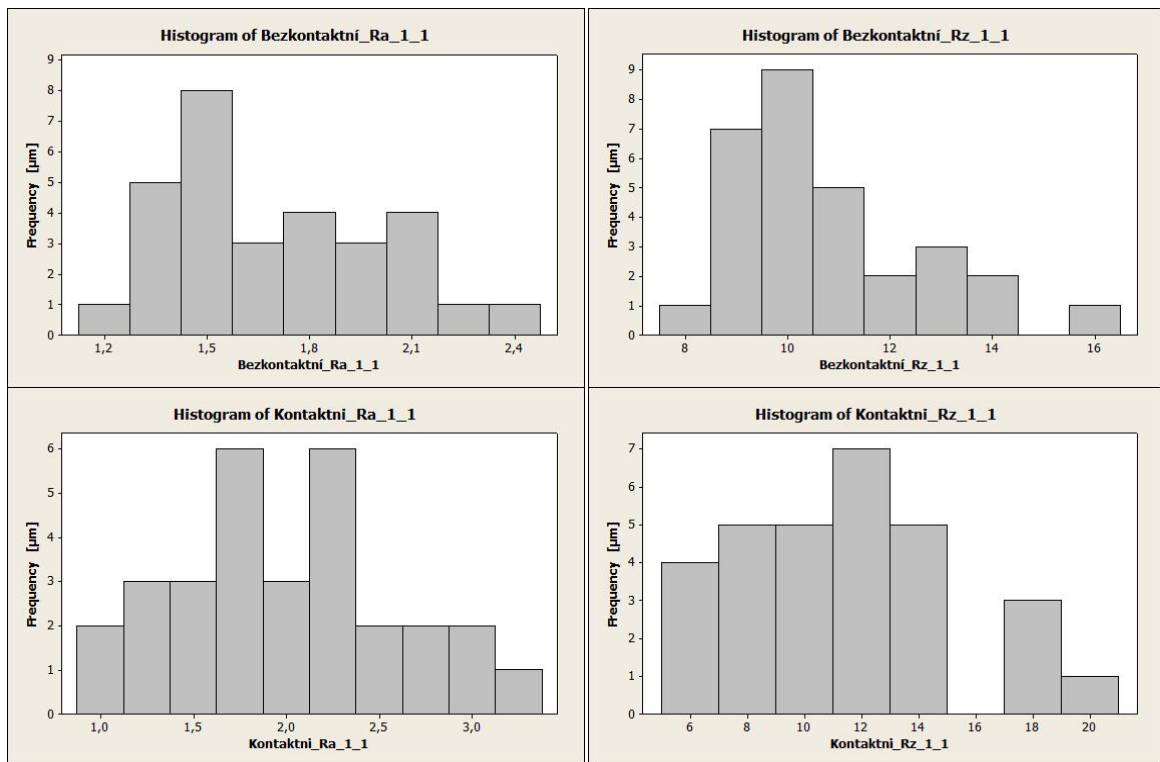 Histogram of Bezkontaktní_Ra_1_1
9
8
7
6
5
4
3
2
1
0
Frequency [µm]
1,2 1,5 1,8 2,1 2,4
Bezkontaktní_Ra_1_1
Histogram of Bezkontaktní_Rz_1_1
9
8
7
6
5
4
3
2
1
0
Frequency [µm]
8 10 12 14 16
Bezkontaktní_Rz_1_1
Histogram of Kontaktni_Ra_1_1
6
5
4
3
2
1
0
Frequency [µm]
1,0 1,5 2,0 2,5 3,0
Kontaktni_Ra_1_1
Histogram of Kontaktni_Rz_1_1
7
6
5
4
3
2
1
0
Frequency [µm]
6 8 10 12 14 16 18 20
Kontaktni_Rz_1_1